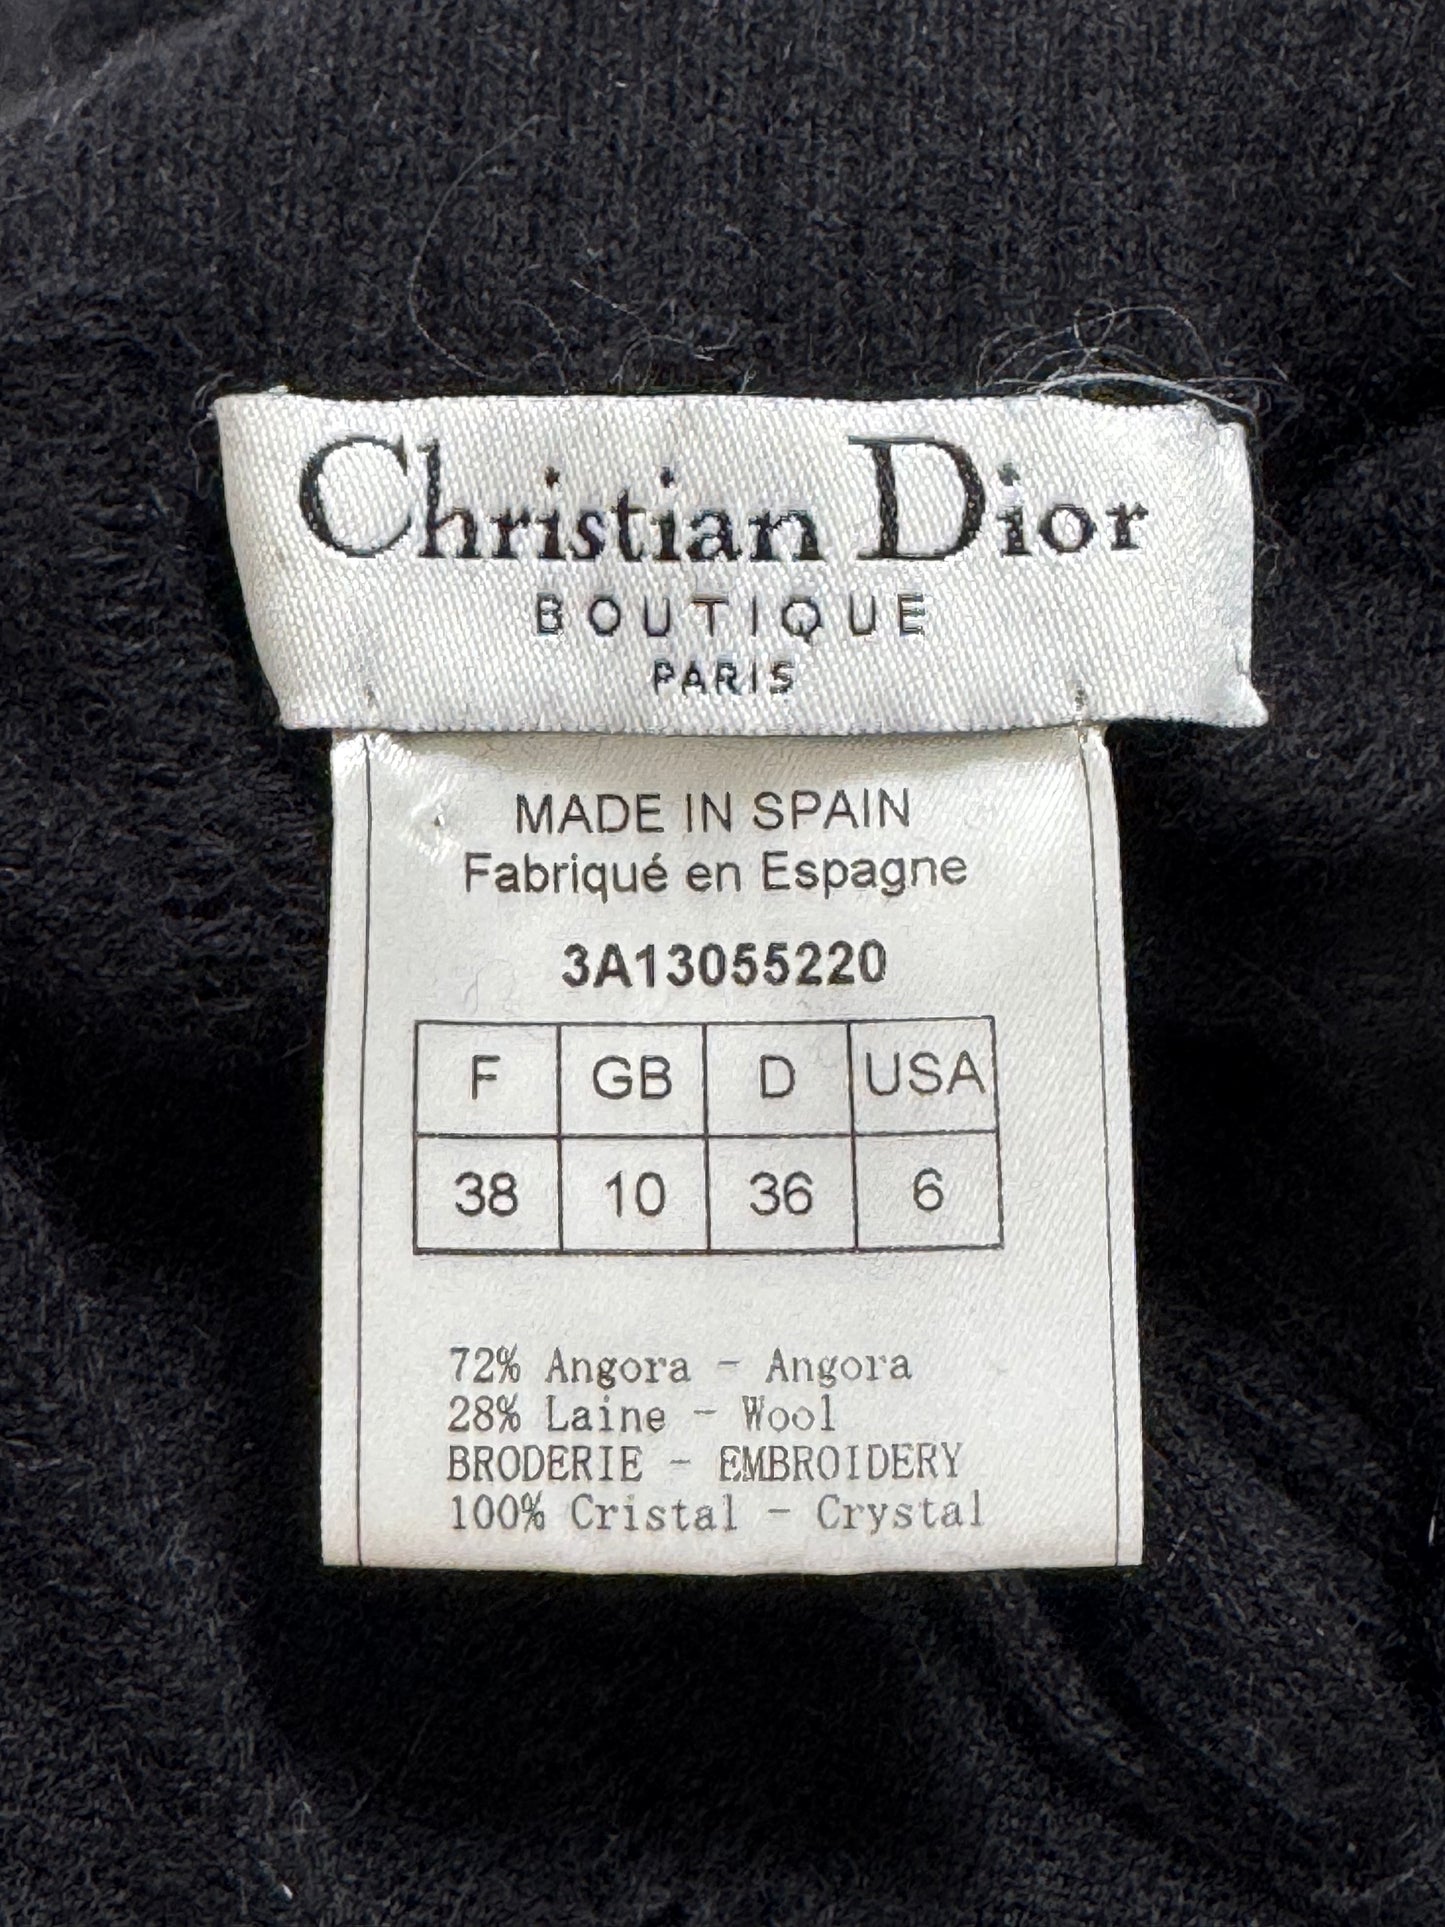 Christian Dior
BOUTIQUE
PARIS
MADE IN SPAIN
Fabriqué en Espagne
3A13055220
F GB D USA
38 10 36 6
72% Angora - Angora
28% Laine - Wool
BRODERIE - EMBROIDERY
100% Cristal - Crystal